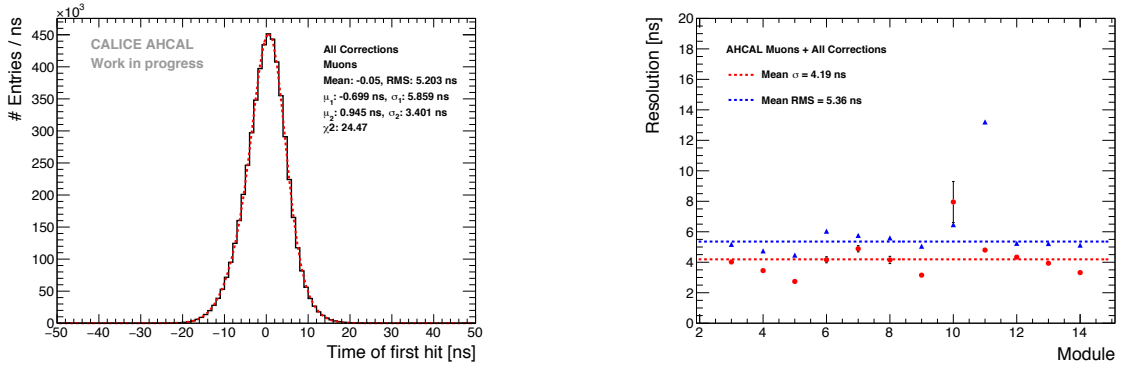 ×10³
CALICE AHCAL
Work in progress
All Corrections
Muons
Mean: -0.05, RMS: 5.203 ns
μ₁: -0.699 ns, σ₁: 5.859 ns
μ₂: 0.945 ns, σ₂: 3.401 ns
χ2: 24.47
# Entries / ns
450
400
350
300
250
200
150
100
50
0
−50 −40 −30 −20 −10 0 10 20 30 40 50
Time of first hit [ns]
AHCAL Muons + All Corrections
Mean σ = 4.19 ns
Mean RMS = 5.36 ns
Resolution [ns]
20
18
16
14
12
10
8
6
4
2
0
2 4 6 8 10 12 14
Module